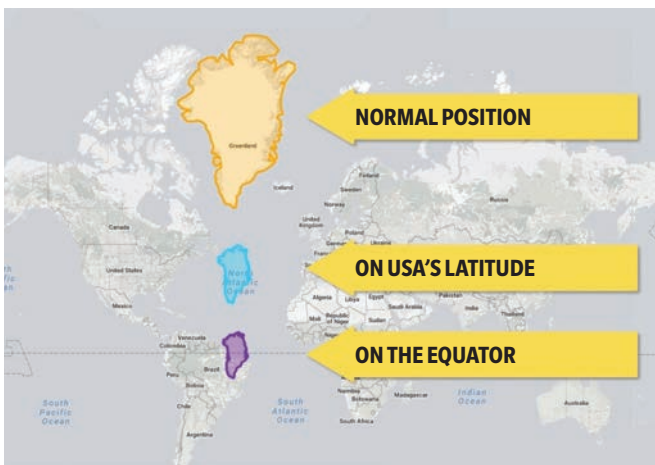 NORMAL POSITION
Greenland
Iceland
Finland
Sweden
Norway
Russia
United
Kingdom
Poland
Ukraine
Canada
ON USA'S LATITUDE
North
Atlantic
Ocean
United States
Mexico
Algeria
Libya
Egypt
Saudi Arabia
Pakistan
India
Thailand
Mali
Sudan
Venezuela
Colombia
ON THE EQUATOR
Peru
Brazil
Bolivia
Chile
Argentina
South
Pacific
Ocean
South
Atlantic
Ocean
Namibia
Botswana
Madagascar
South Africa
Indian
Ocean
Australia